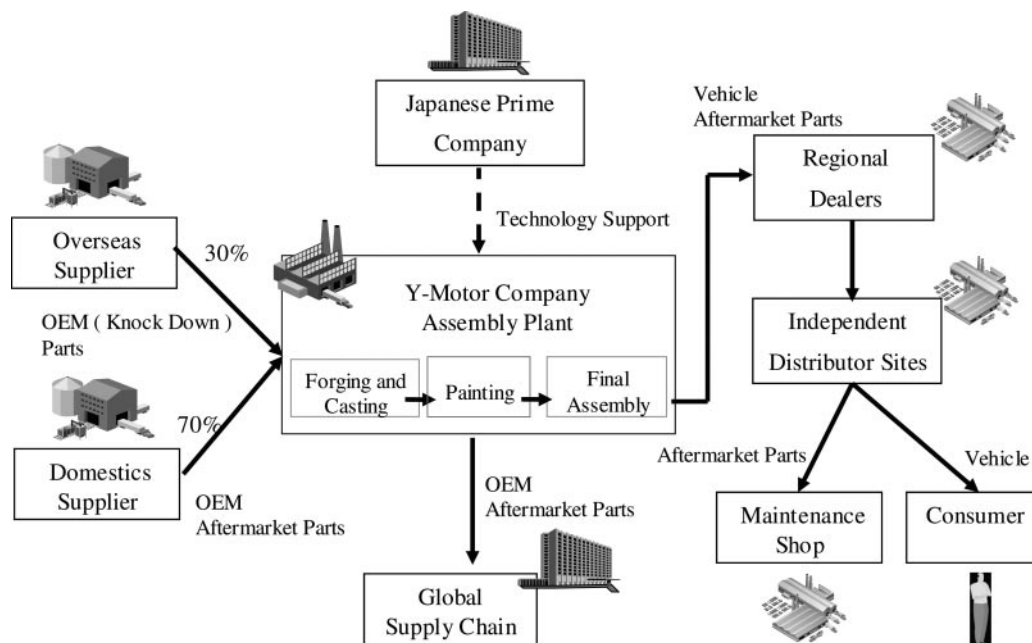 Japanese Prime
Company
Vehicle
Aftermarket Parts
Regional
Dealers
Technology Support
Overseas
Supplier
30%
OEM ( Knock Down )
Parts
Y-Motor Company
Assembly Plant
Forging and
Casting
Painting
Final
Assembly
Independent
Distributor Sites
70%
Domestics
Supplier
OEM
Aftermarket Parts
OEM
Aftermarket Parts
Aftermarket Parts
Vehicle
Maintenance
Shop
Consumer
Global
Supply Chain